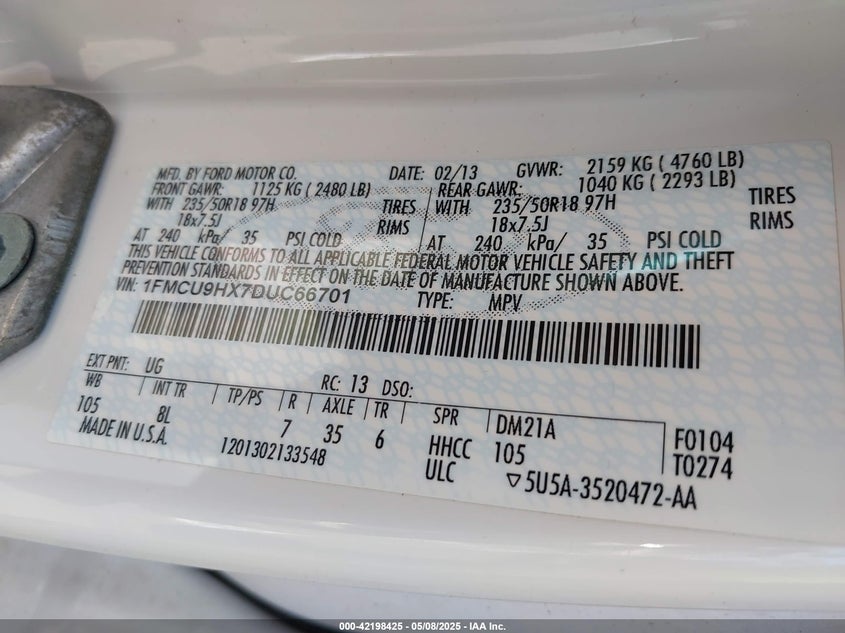 MFD. BY FORD MOTOR CO. DATE: 02/13 GVWR: 2159 KG ( 4760 LB)
FRONT GAWR: 1125 KG ( 2480 LB) REAR GAWR: 1040 KG ( 2293 LB)
WITH 235/50R18 97H TIRES WITH 235/50R18 97H TIRES
18x7.5J RIMS 18x7.5J RIMS
AT 240 kPa/ 35 PSI COLD AT 240 kPa/ 35 PSI COLD
THIS VEHICLE CONFORMS TO ALL APPLICABLE FEDERAL MOTOR VEHICLE SAFETY AND THEFT
PREVENTION STANDARDS IN EFFECT ON THE DATE OF MANUFACTURE SHOWN ABOVE.
VIN: 1FMCU9HX7DUC66701 TYPE: MPV
EXT PNT: UG RC: 13 DSO:
WB INT TR TP/PS R AXLE TR SPR DM21A F0104
105 8L 7 35 6 HHCC 105 T0274
MADE IN U.S.A. 1201302133548 ULC ▽5U5A-3520472-AA
000-42198425 - 05/08/2025 - IAA Inc.